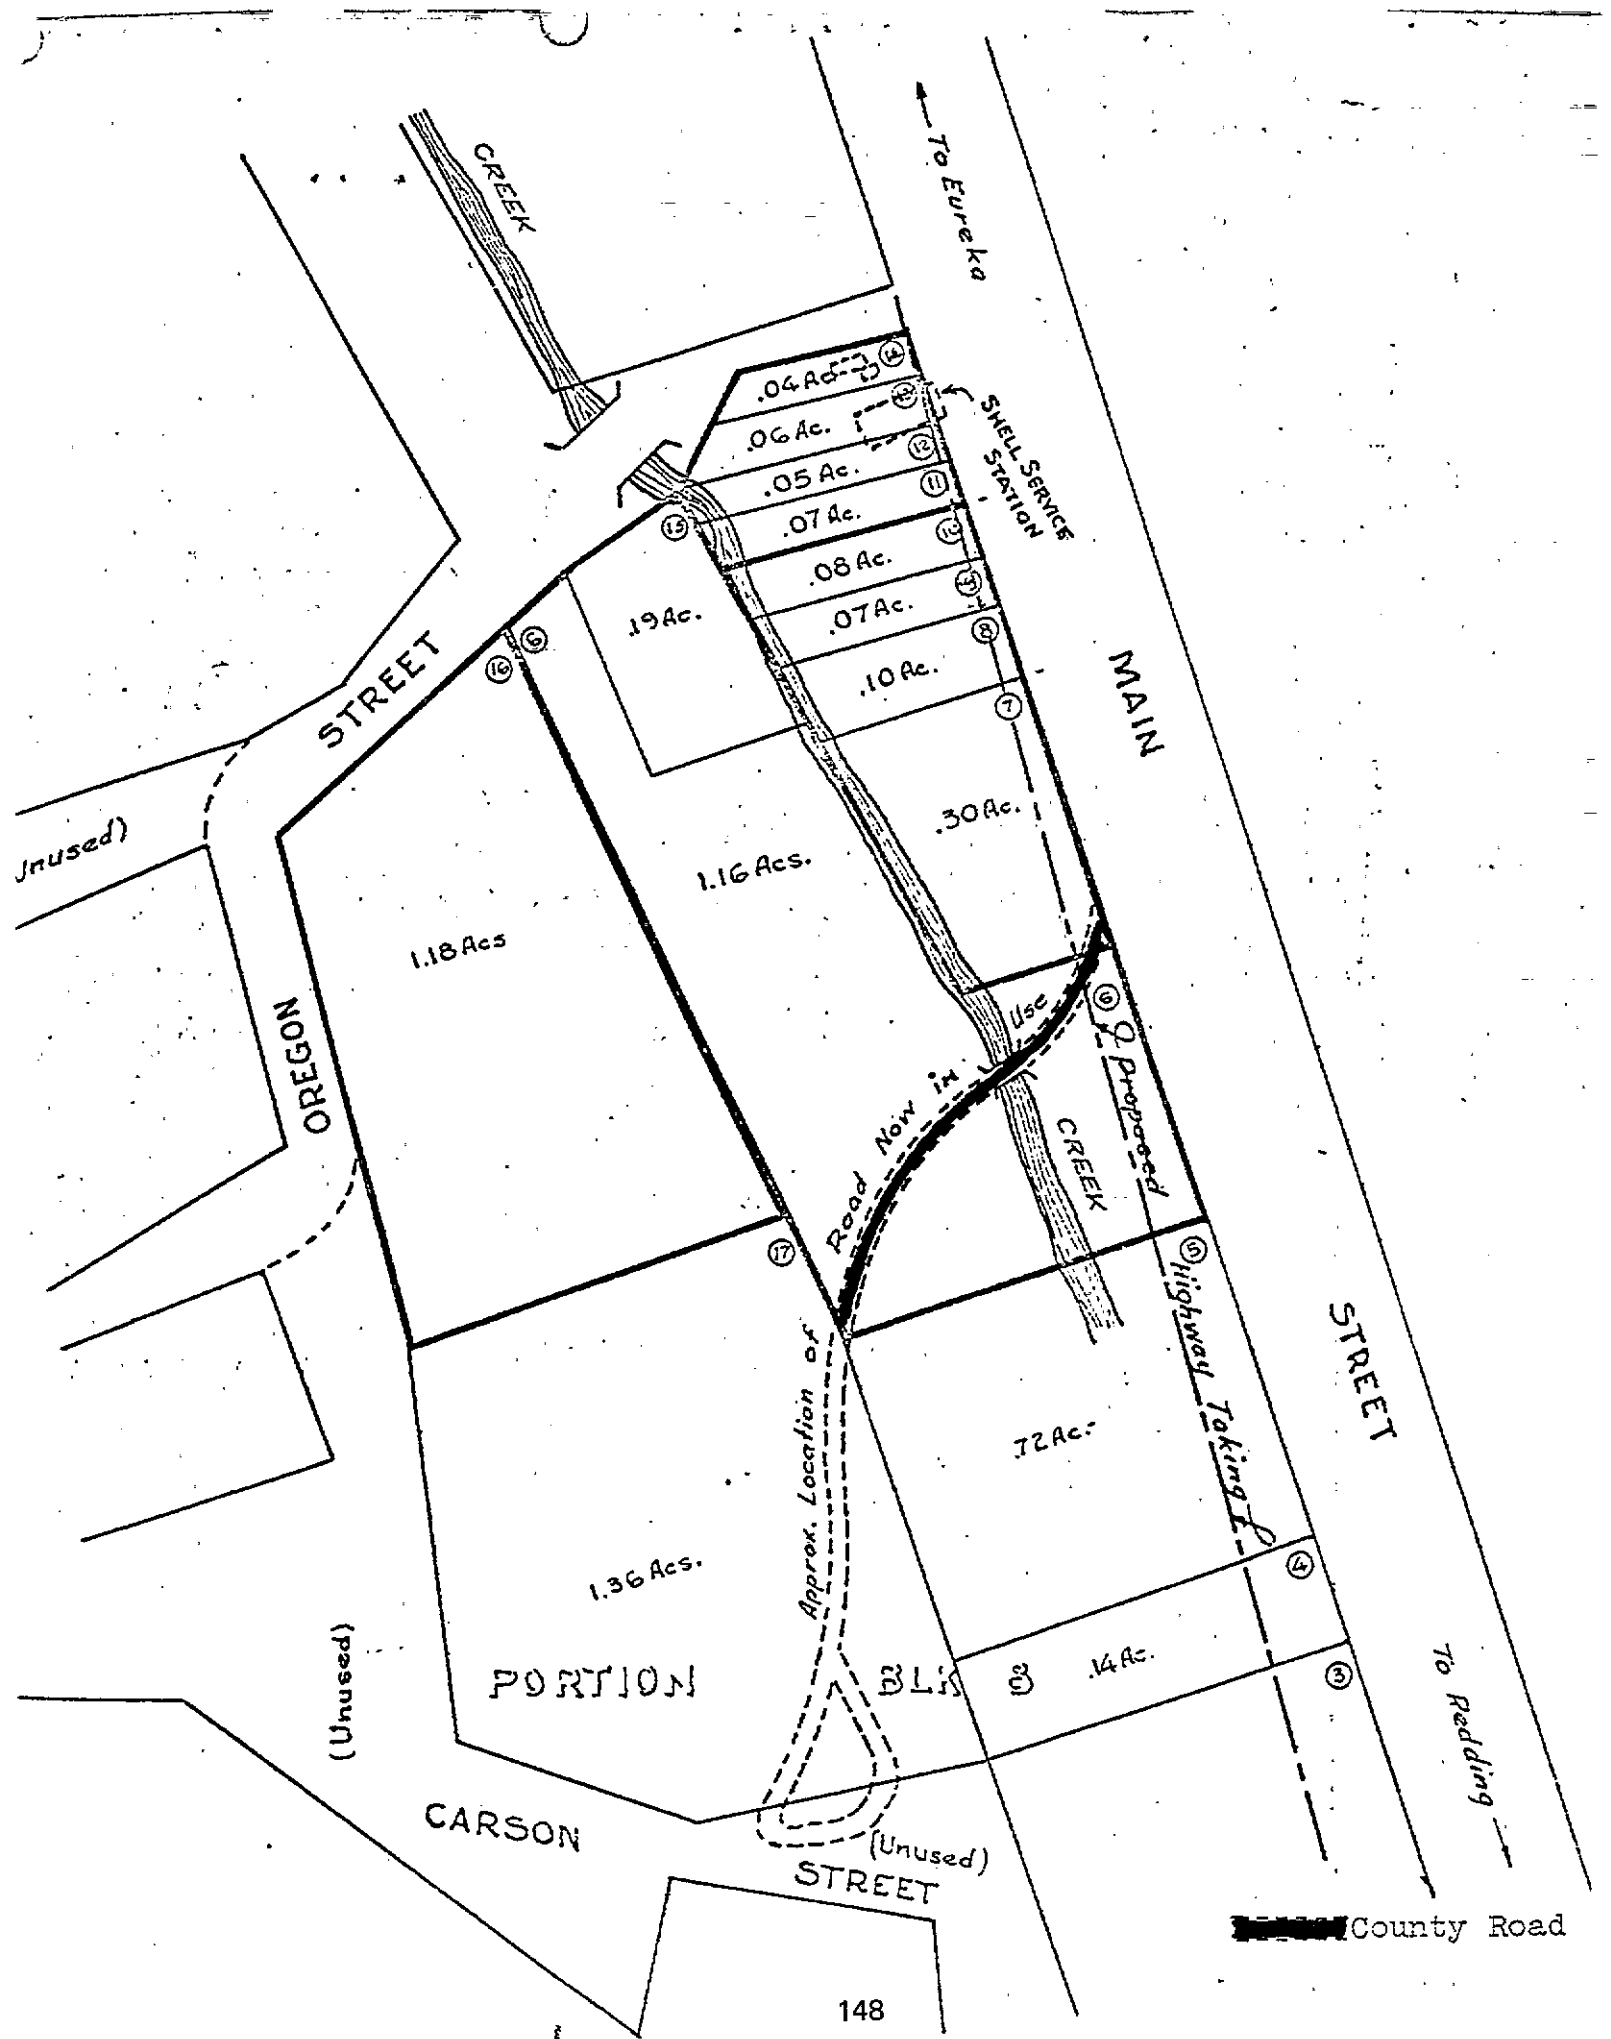 CREEK
To Eureka
14
.04 Ac.
13
SHELL SERVICE
STATION
.06 Ac.
12
.05 Ac.
11
.07 Ac.
15
10
.08 Ac.
.07 Ac.
.19 Ac.
8
6
16
.10 Ac.
7
MAIN
STREET
.30 Ac.
1.16 Acs.
1.18 Acs
OREGON
STREET
6
Road Now in Use
CREEK
Proposed
Highway Taking
5
17
Approx. Location of
.72 Ac.
4
1.36 Acs.
.14 Ac.
3
PORTION BLK 8
To Redding
(Unused)
CARSON
STREET
(Unused)
County Road
148